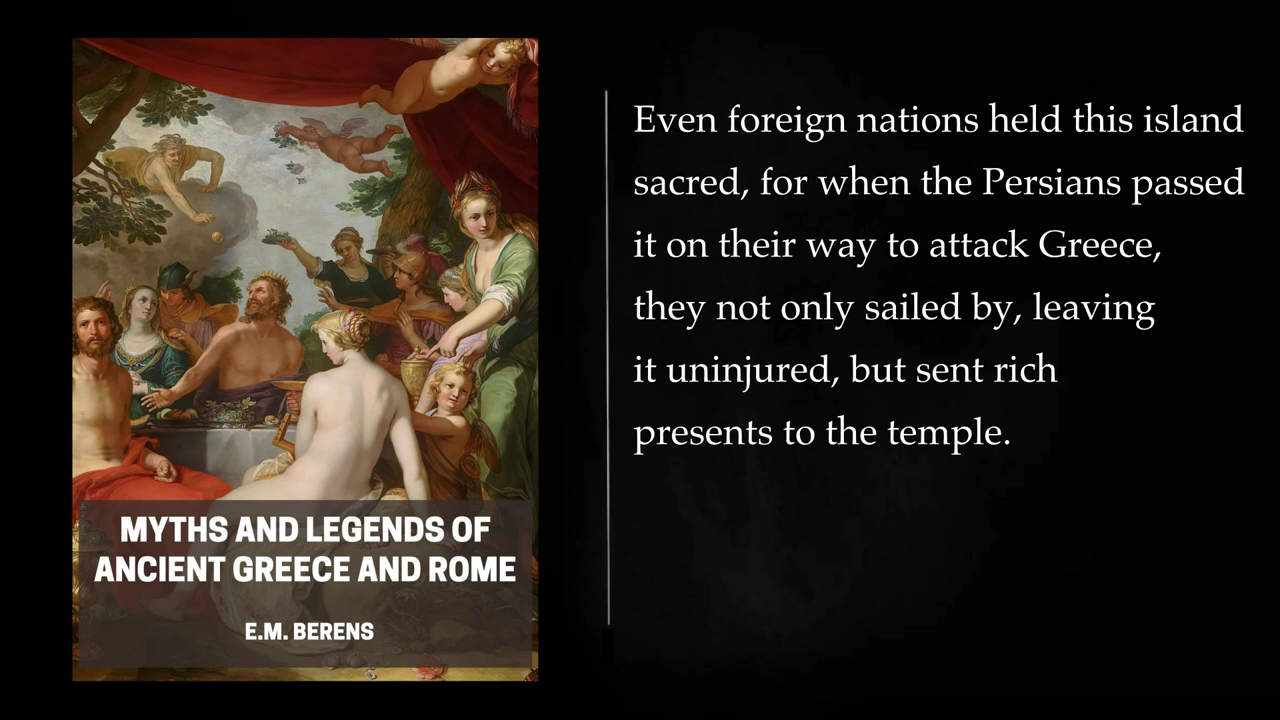 MYTHS AND LEGENDS OF
ANCIENT GREECE AND ROME
E.M. BERENS
Even foreign nations held this island
sacred, for when the Persians passed
it on their way to attack Greece,
they not only sailed by, leaving
it uninjured, but sent rich
presents to the temple.